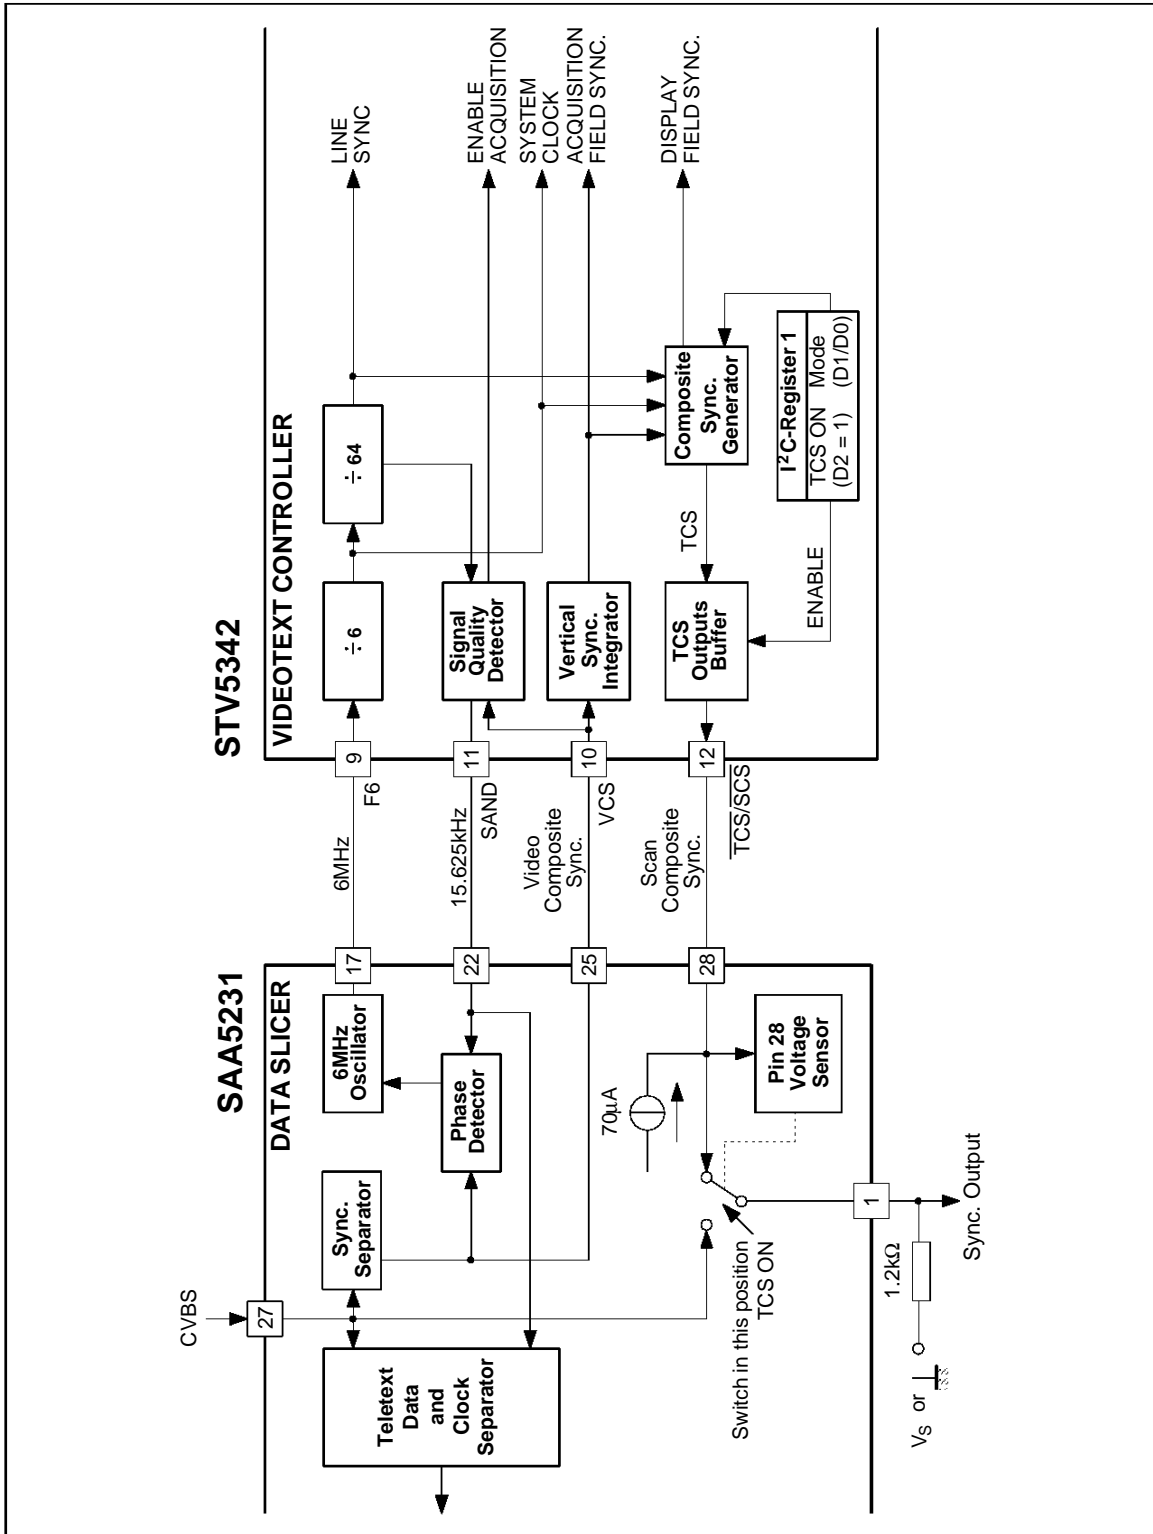 SAA5231
DATA SLICER
CVBS
27
Teletext
Data
and
Clock
Separator
Sync.
Separator
Phase
Detector
6MHz
Oscillator
17
22
25
28
70µA
Pin 28
Voltage
Sensor
Switch in this position
TCS ON
1
Sync. Output
1.2kΩ
VS or
6MHz
15.625kHz
Video
Composite
Sync.
Scan
Composite
Sync.
STV5342
VIDEOTEXT CONTROLLER
9
F6
11
SAND
10
VCS
12
TCS/SCS
÷ 6
÷ 64
Signal
Quality
Detector
Vertical
Sync.
Integrator
TCS
Outputs
Buffer
TCS
Composite
Sync.
Generator
ENABLE
I²C-Register 1
TCS ON Mode
(D2 = 1) (D1/D0)
LINE
SYNC
ENABLE
ACQUISITION
SYSTEM
CLOCK
ACQUISITION
FIELD SYNC.
DISPLAY
FIELD SYNC.